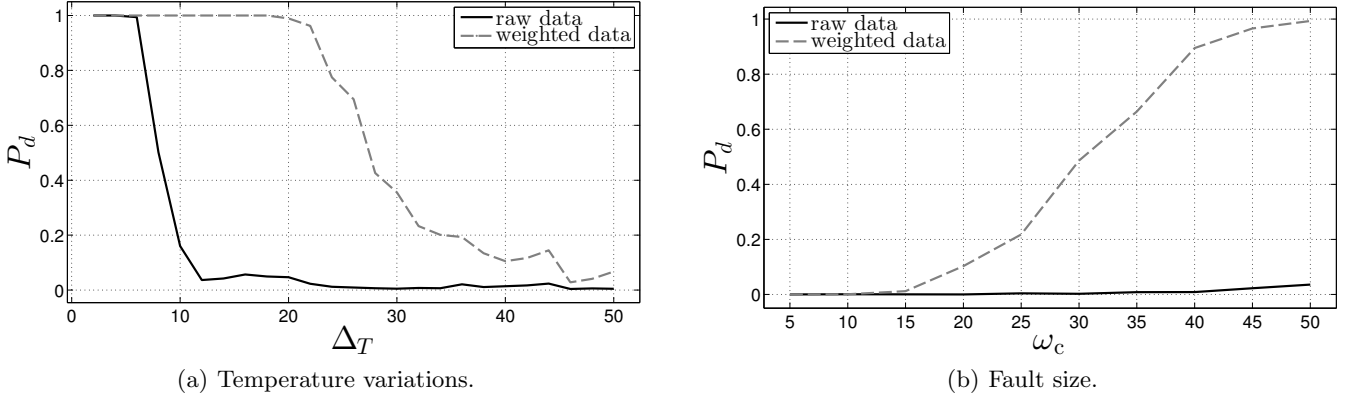 raw data
weighted data
1
0.8
0.6
0.4
0.2
0
P_d
0 10 20 30 40 50
Δ_T
(a) Temperature variations.
raw data
weighted data
1
0.8
0.6
0.4
0.2
0
P_d
5 10 15 20 25 30 35 40 45 50
ω_c
(b) Fault size.